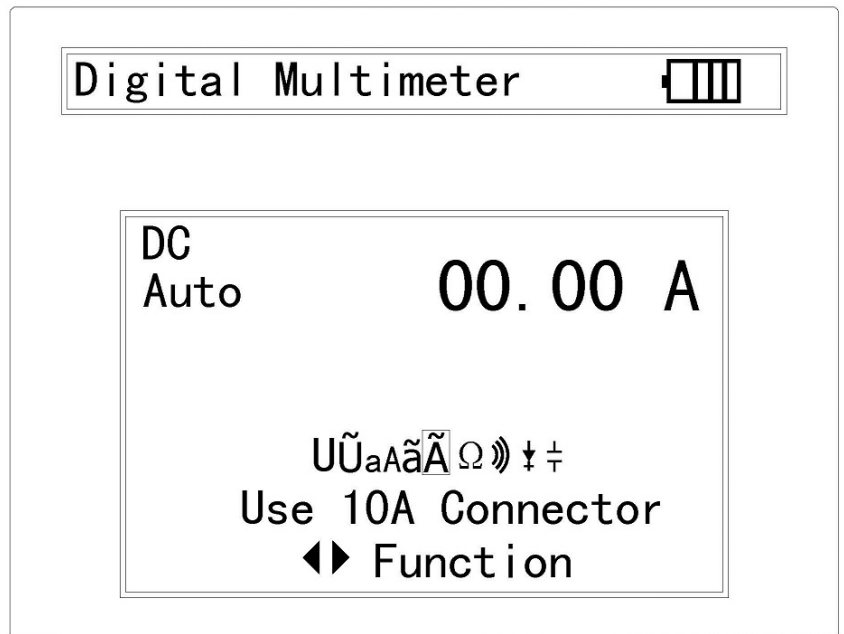 Digital Multimeter
DC
Auto
00.00 A
UŨaAãÃΩ
Use 10A Connector
Function